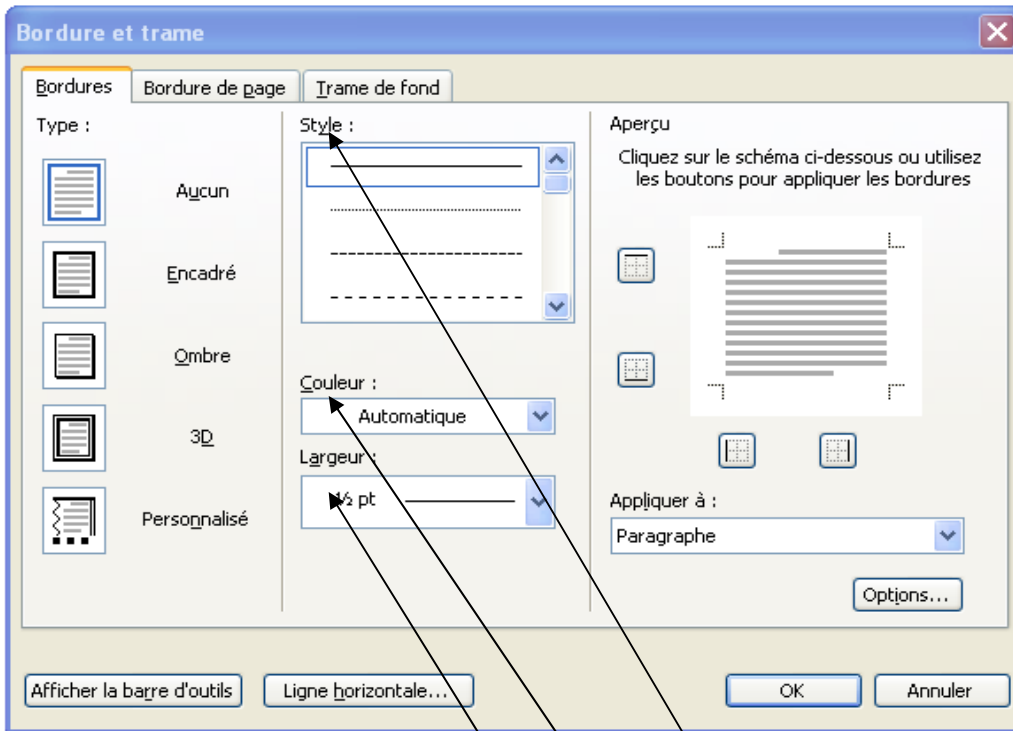 Bordure et trame
Bordures
Bordure de page
Trame de fond
Type :
Aucun
Encadré
Ombre
3D
Personnalisé
Style :
Couleur :
Automatique
Largeur :
½ pt
Aperçu
Cliquez sur le schéma ci-dessous ou utilisez
les boutons pour appliquer les bordures
Appliquer à :
Paragraphe
Options...
Afficher la barre d'outils
Ligne horizontale...
OK
Annuler